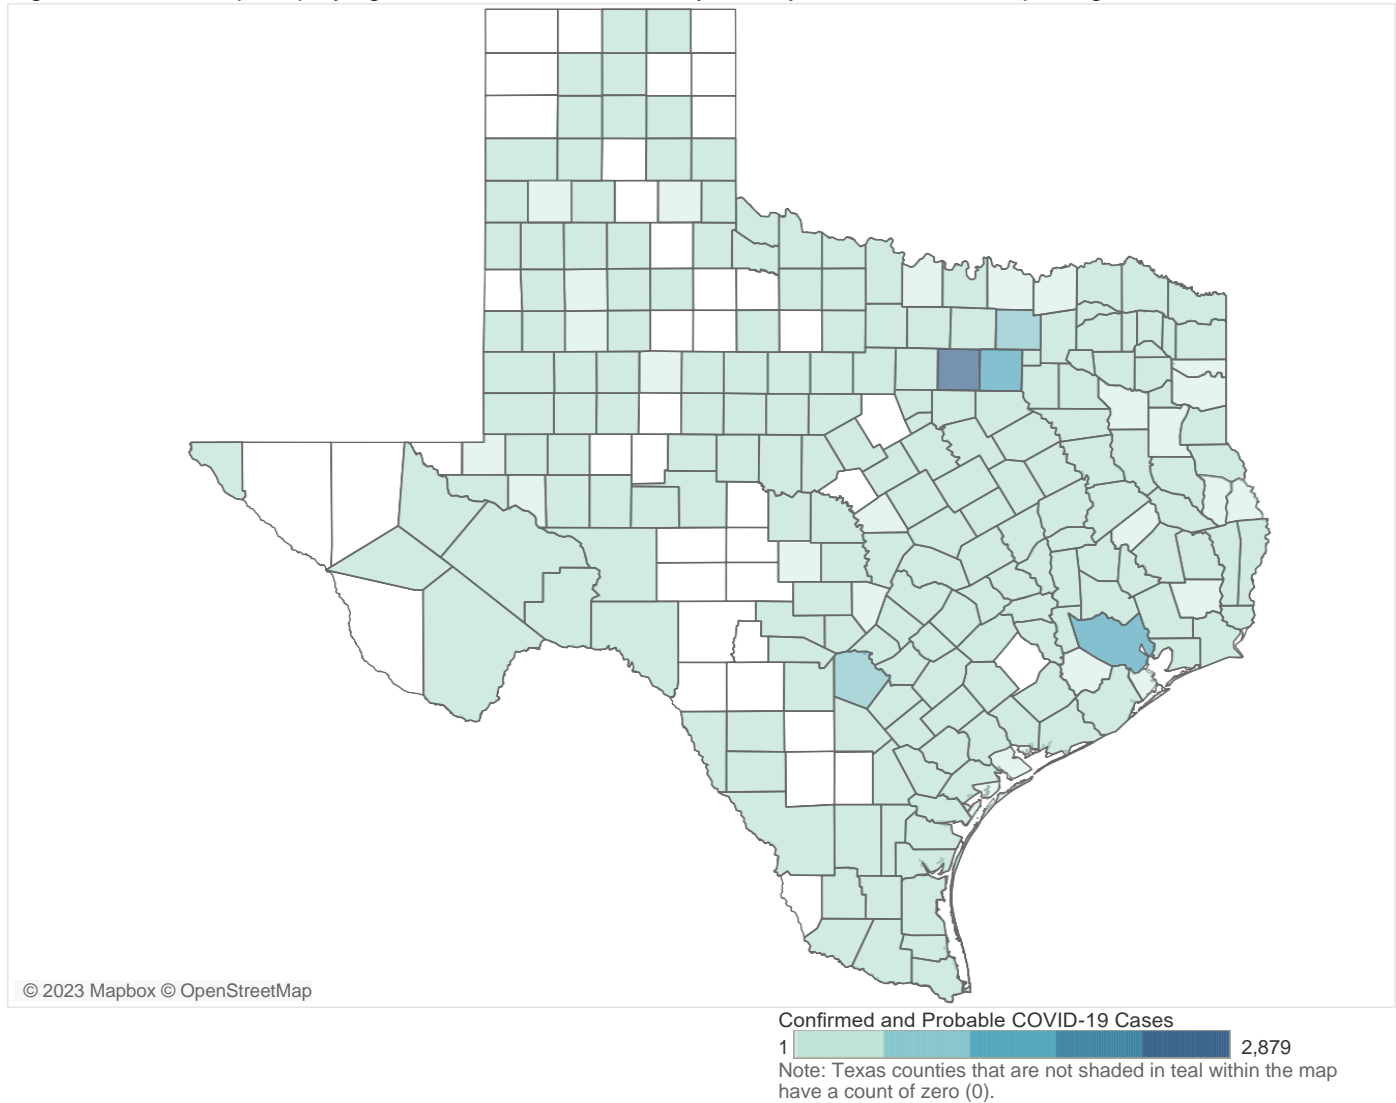 © 2023 Mapbox © OpenStreetMap
Confirmed and Probable COVID-19 Cases
1 2,879
Note: Texas counties that are not shaded in teal within the map
have a count of zero (0).